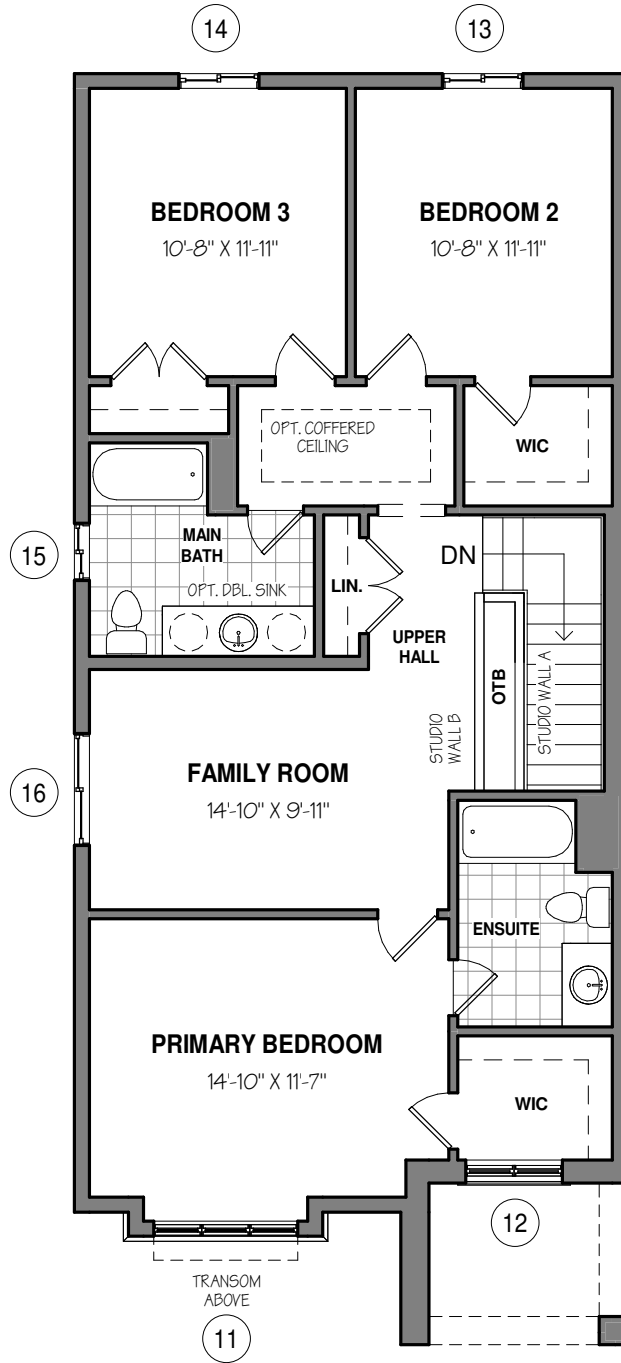 14
13
BEDROOM 3
10'-8" X 11'-11"
BEDROOM 2
10'-8" X 11'-11"
OPT. COFFERED
CEILING
WIC
15
MAIN
BATH
OPT. DBL. SINK
LIN.
DN
UPPER
HALL
OTB
STUDIO WALL A
STUDIO
WALL B
16
FAMILY ROOM
14'-10" X 9'-11"
ENSUITE
PRIMARY BEDROOM
14'-10" X 11'-7"
WIC
12
TRANSOM
ABOVE
11